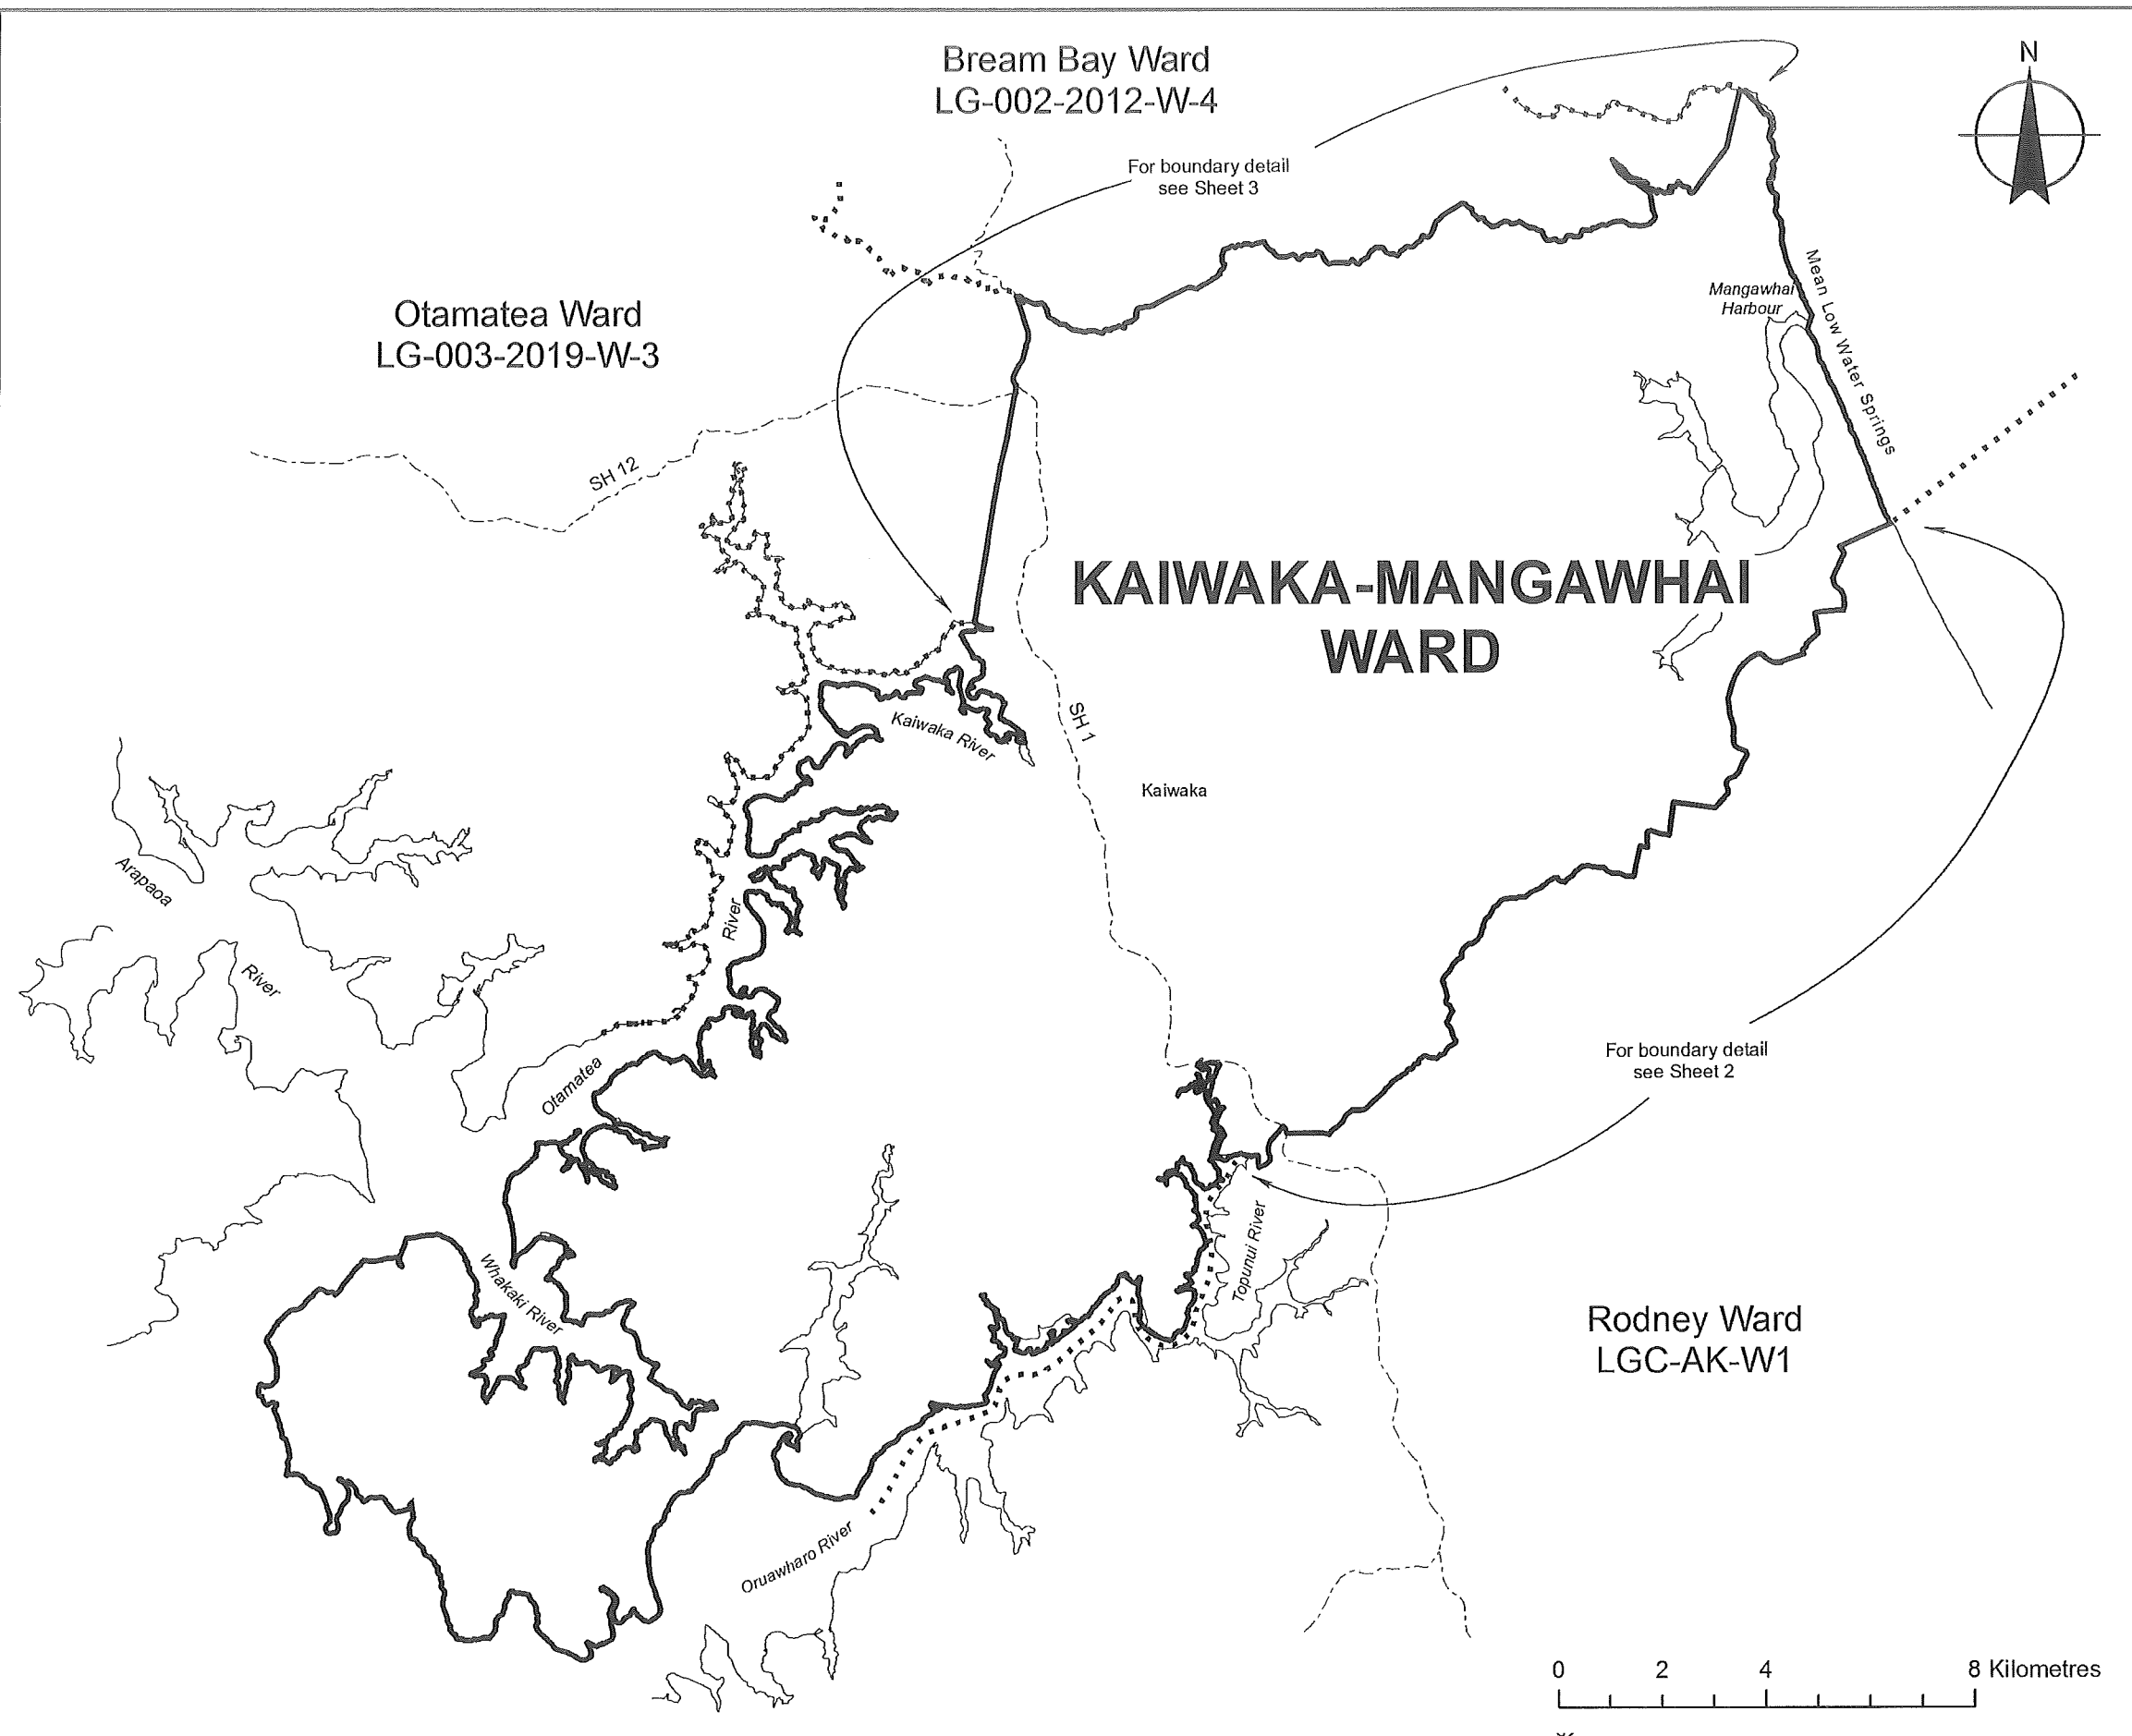 Bream Bay Ward
LG-002-2012-W-4
N
For boundary detail
see Sheet 3
Otamatea Ward
LG-003-2019-W-3
Mangawhai
Harbour
Mean Low Water Springs
SH 12
KAIWAKA-MANGAWHAI
WARD
Kaiwaka River
SH 1
Kaiwaka
Arapaoa
River
River
Otamatea
For boundary detail
see Sheet 2
Topunui River
Whakaki River
Rodney Ward
LGC-AK-W1
Oruawharo River
0 2 4 8 Kilometres